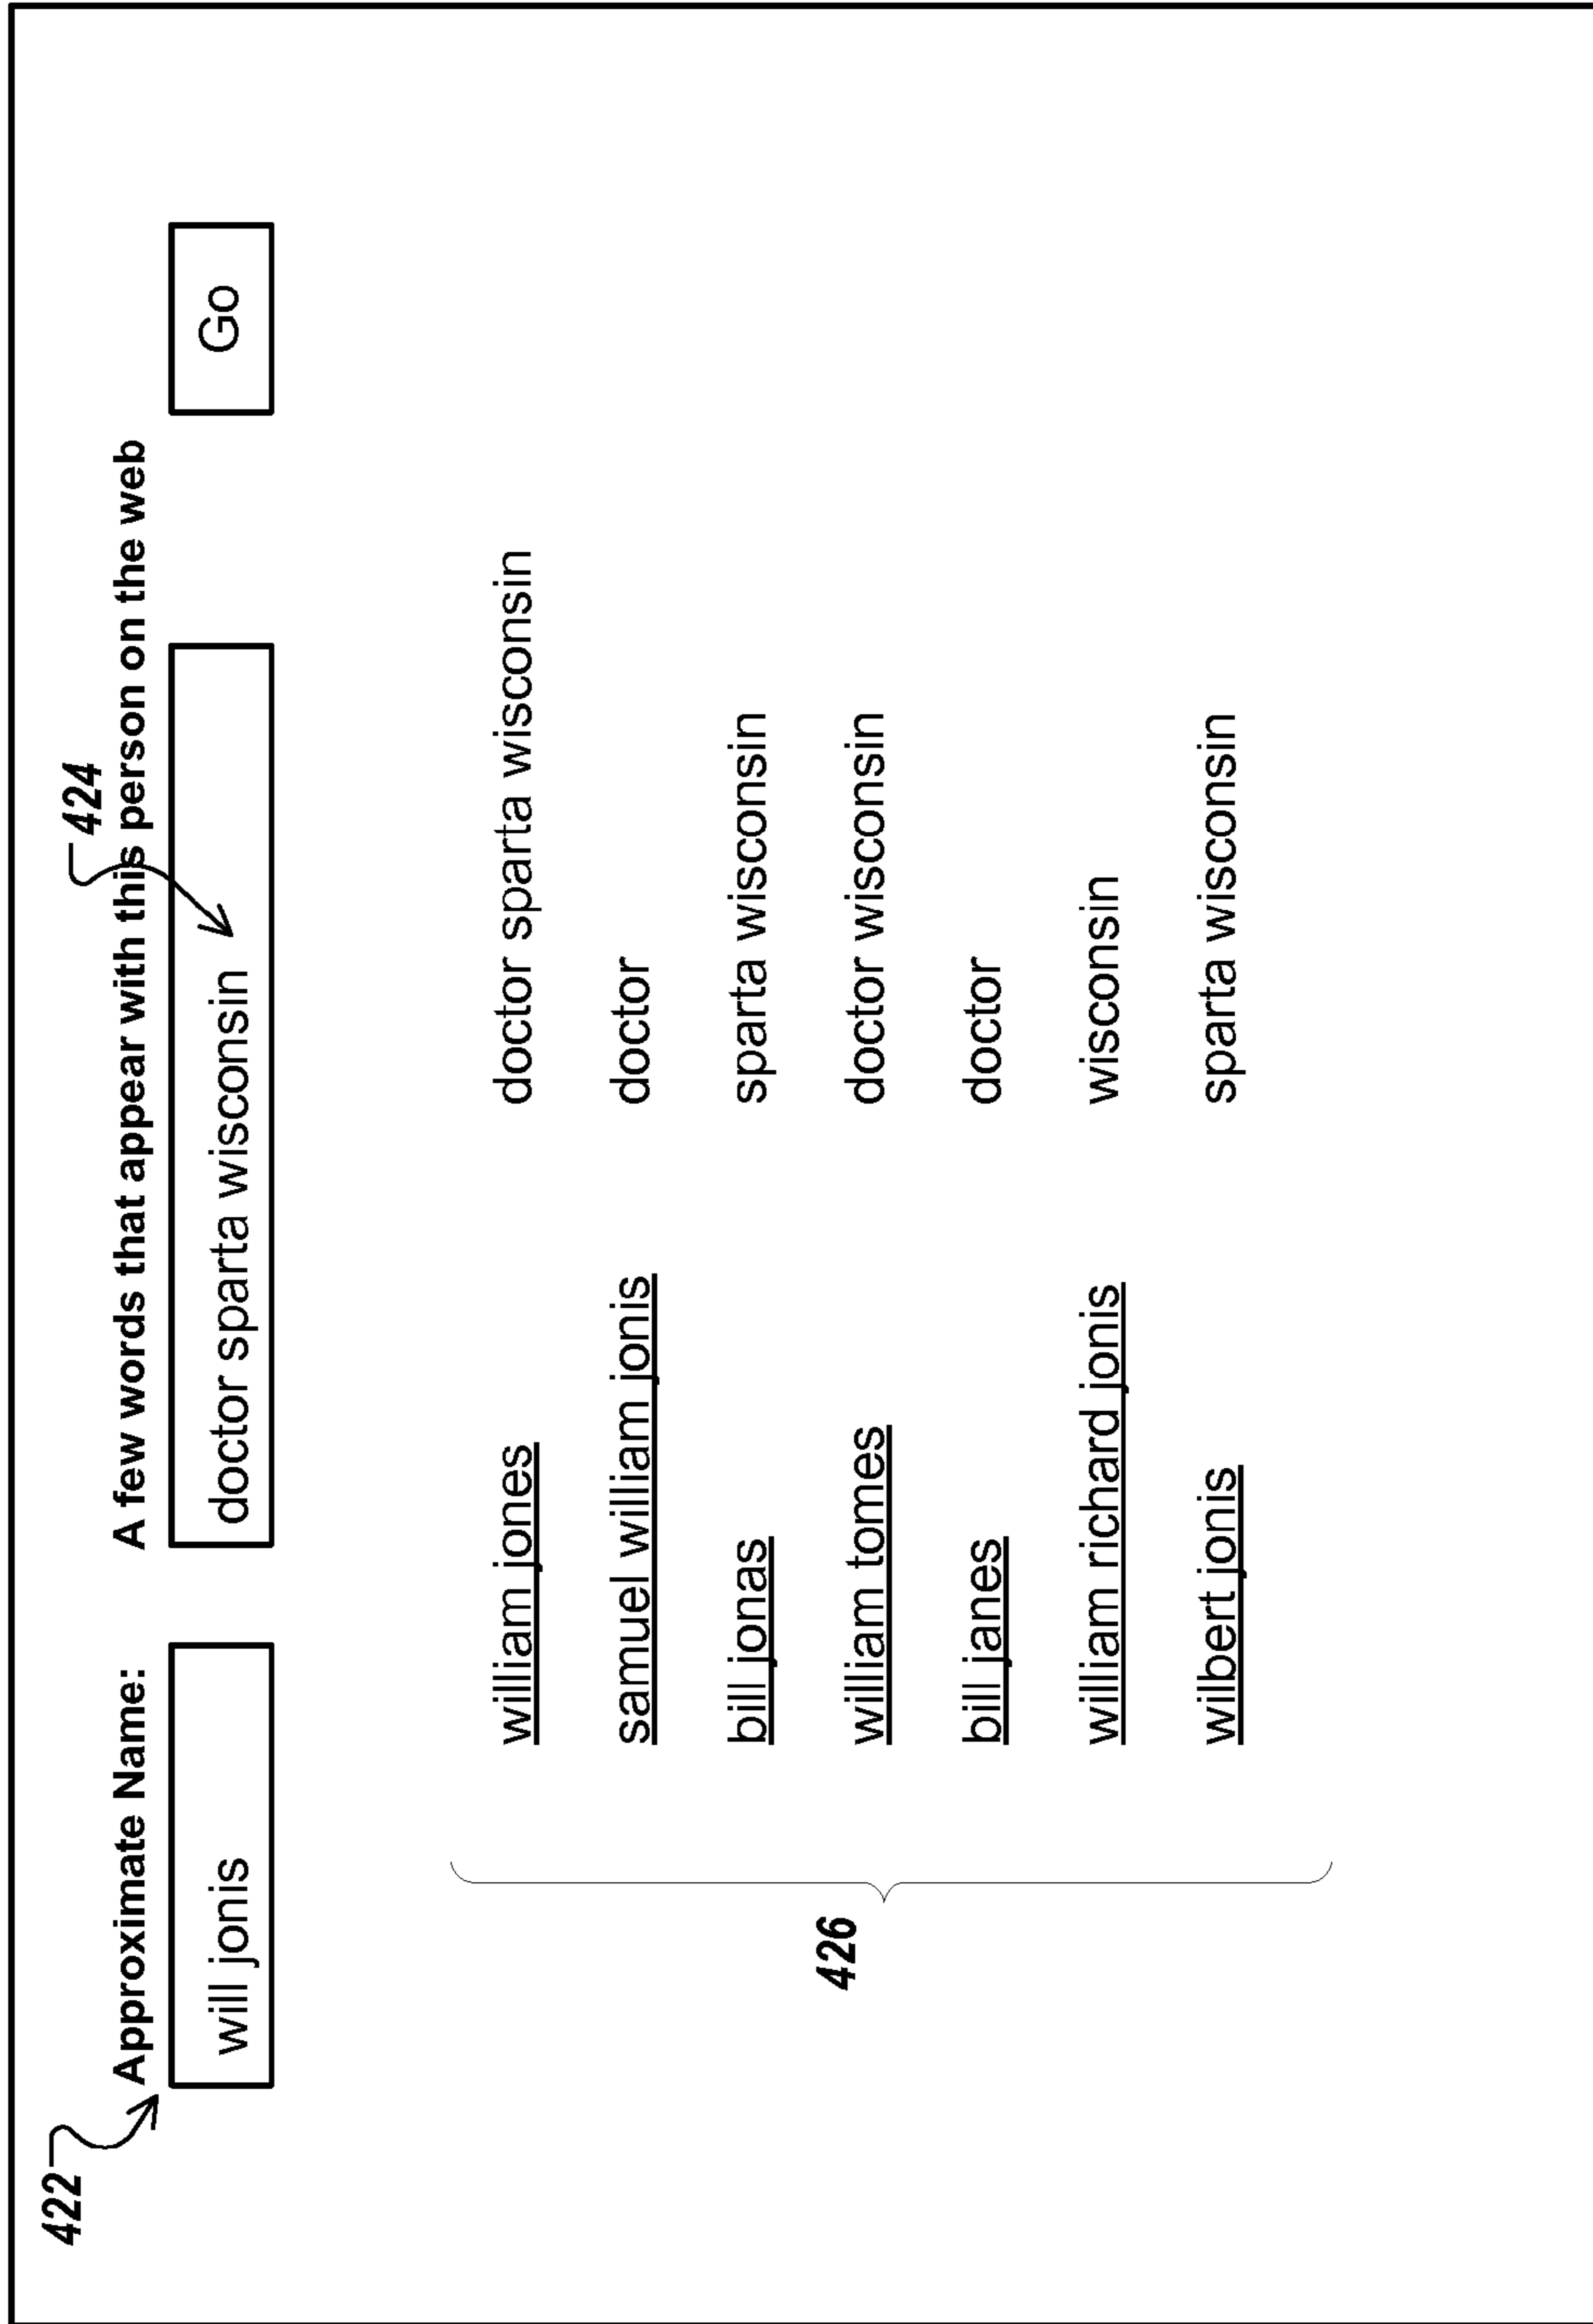 422
424
Approximate Name: A few words that appear with this person on the web
will jonis doctor sparta wisconsin Go
william jones doctor sparta wisconsin
samuel william jonis doctor
bill jonas sparta wisconsin
426
william tomes doctor wisconsin
bill janes doctor
william richard jonis wisconsin
wilbert jonis sparta wisconsin